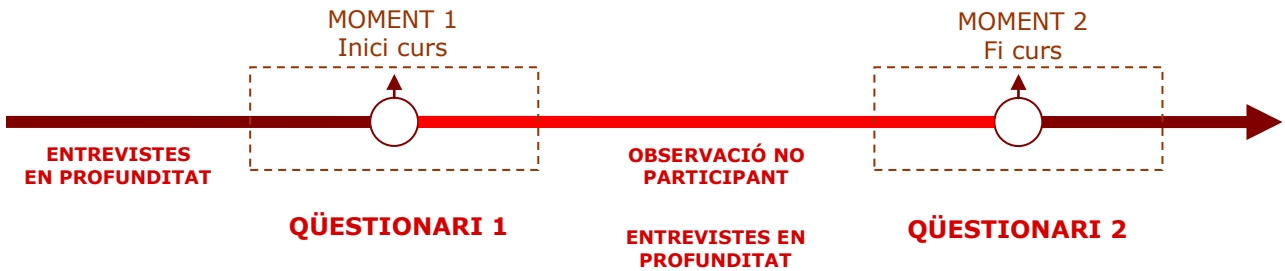 MOMENT 1
Inici curs
MOMENT 2
Fi curs
ENTREVISTES
EN PROFUNDITAT
OBSERVACIÓ NO
PARTICIPANT
QÜESTIONARI 1
QÜESTIONARI 2
ENTREVISTES EN
PROFUNDITAT